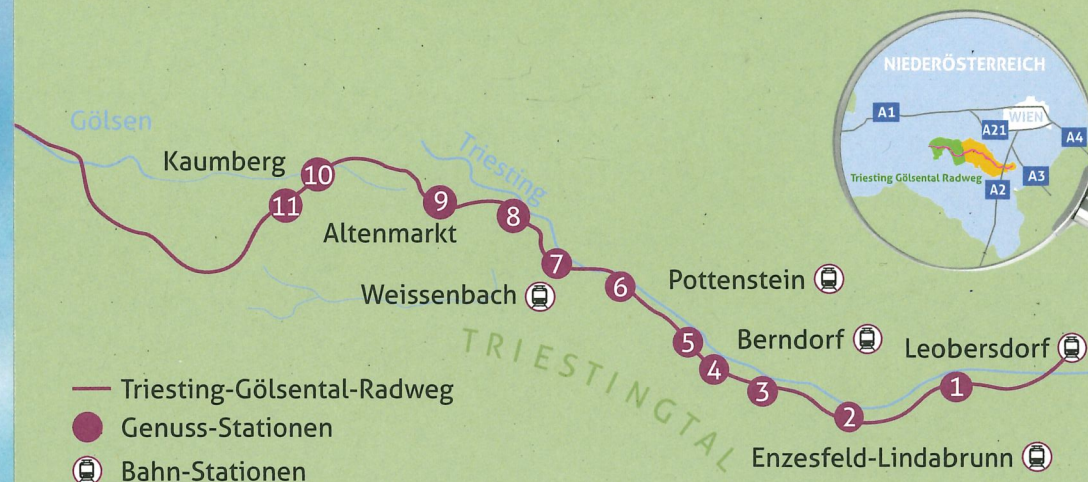 NIEDERÖSTERREICH
A1
WIEN
A21
A4
Triesting Gölsental Radweg
A3
A2
Gölsen
Triesting
Kaumberg
10
11
9
8
Altenmarkt
7
Weissenbach
6
Pottenstein
TRIESTINGTAL
5
4
Berndorf
Leobersdorf
3
1
2
Enzesfeld-Lindabrunn
Triesting-Gölsental-Radweg
Genuss-Stationen
Bahn-Stationen